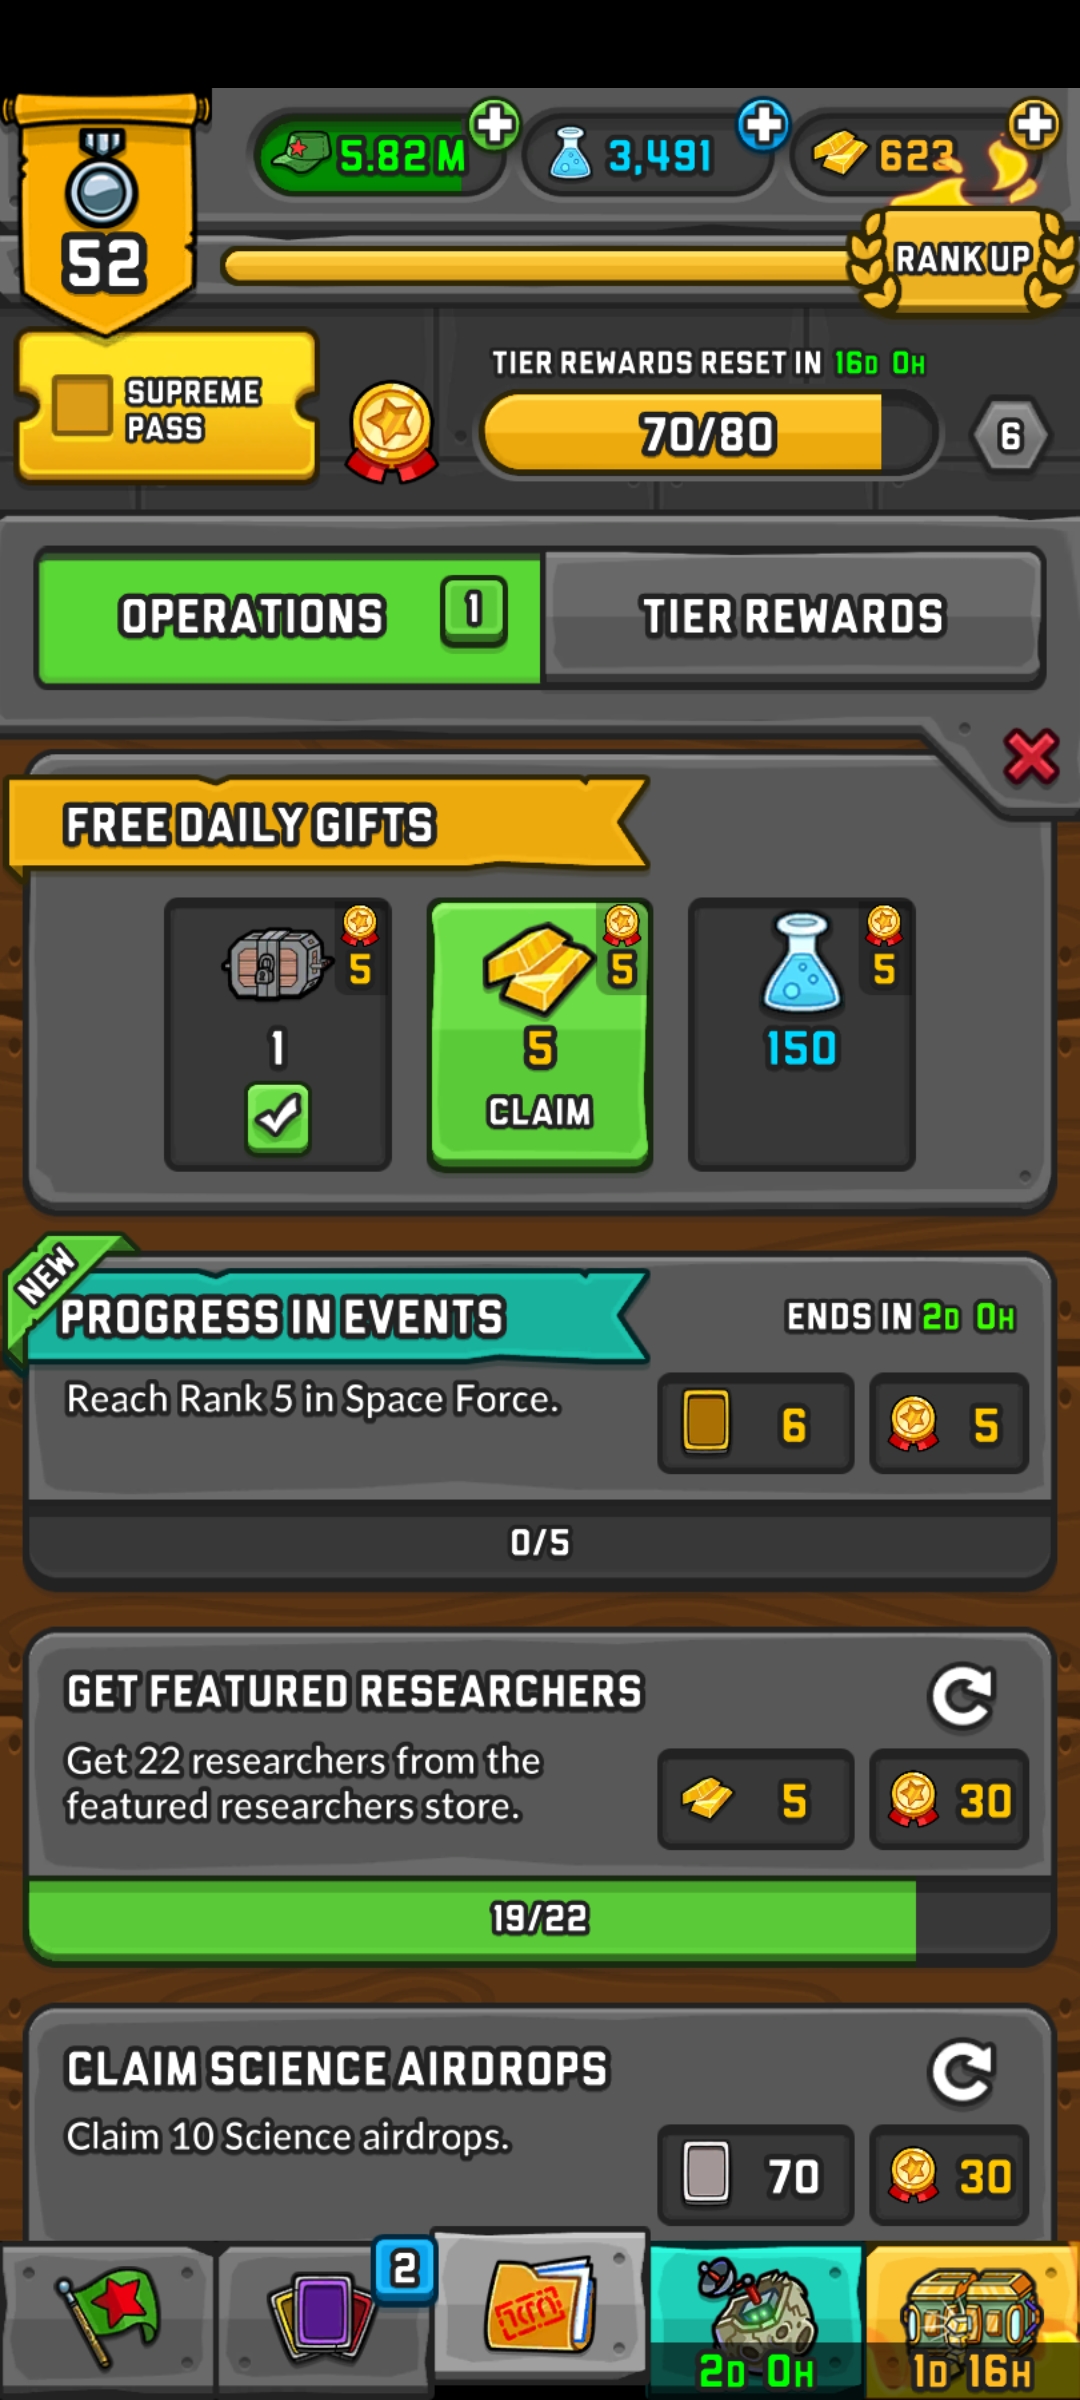 5.82 M
3,491
623
52
RANK UP
SUPREME
PASS
TIER REWARDS RESET IN 16D 0H
70/80
6
OPERATIONS
1
TIER REWARDS
FREE DAILY GIFTS
5
5
5
1
5
150
CLAIM
NEW
PROGRESS IN EVENTS
ENDS IN 2D 0H
Reach Rank 5 in Space Force.
6
5
0/5
GET FEATURED RESEARCHERS
Get 22 researchers from the
featured researchers store.
5
30
19/22
CLAIM SCIENCE AIRDROPS
Claim 10 Science airdrops.
70
30
2
2D 0H
1D 16H